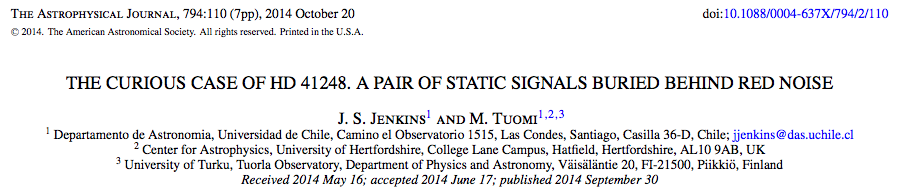 THE ASTROPHYSICAL JOURNAL, 794:110 (7pp), 2014 October 20
doi:10.1088/0004-637X/794/2/110
© 2014. The American Astronomical Society. All rights reserved. Printed in the U.S.A.
THE CURIOUS CASE OF HD 41248. A PAIR OF STATIC SIGNALS BURIED BEHIND RED NOISE
J. S. JENKINS1 AND M. TUOMI1,2,3
1 Departamento de Astronomia, Universidad de Chile, Camino el Observatorio 1515, Las Condes, Santiago, Casilla 36-D, Chile; jjenkins@das.uchile.cl
2 Center for Astrophysics, University of Hertfordshire, College Lane Campus, Hatfield, Hertfordshire, AL10 9AB, UK
3 University of Turku, Tuorla Observatory, Department of Physics and Astronomy, Väisäläntie 20, FI-21500, Piikkiö, Finland
Received 2014 May 16; accepted 2014 June 17; published 2014 September 30